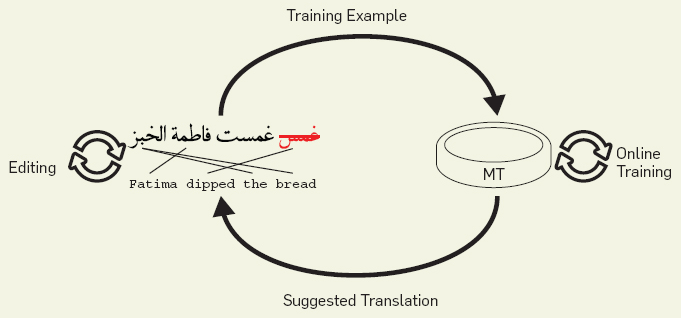 Training Example
غمس غمست فاطمة الخبز
Editing
Fatima dipped the bread
MT
Online
Training
Suggested Translation